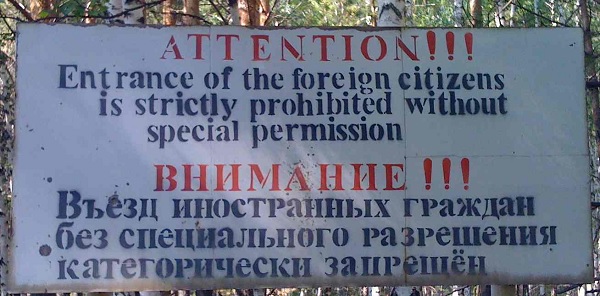 ATTENTION!!!
Entrance of the foreign citizens
is strictly prohibited without
special permission
ВНИМАНИЕ !!!
Въезд иностранных граждан
без специального разрешения
категорически запрещён